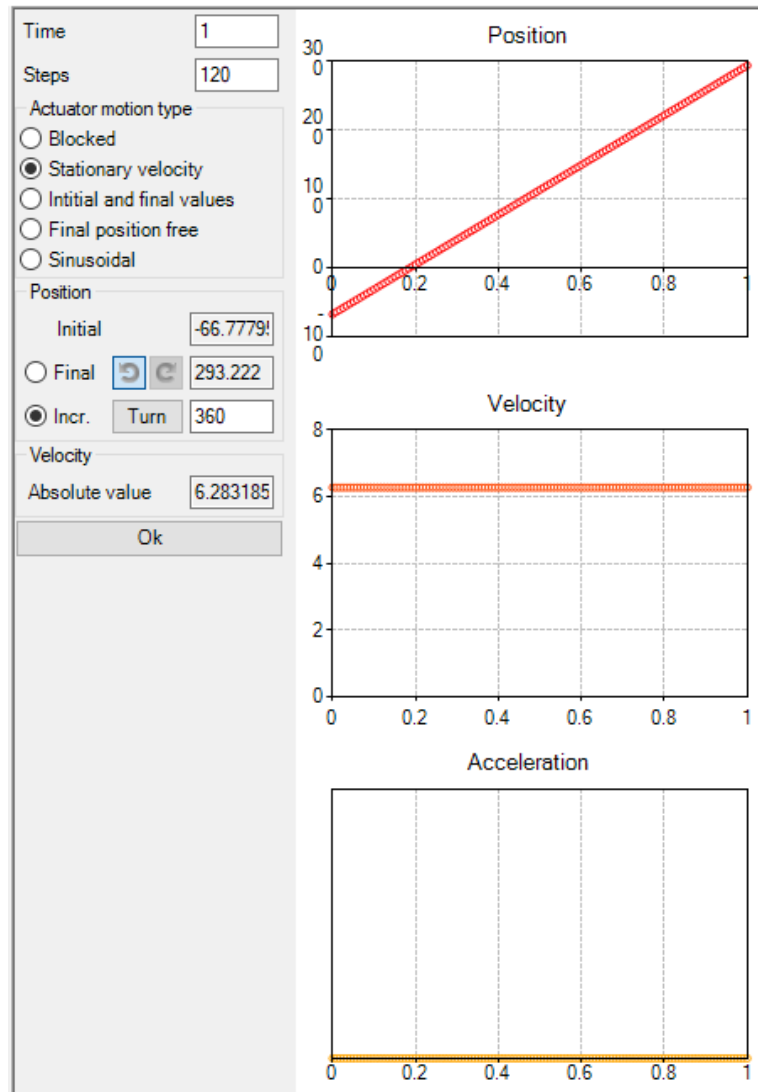 Time 1
Steps 120
Actuator motion type
Blocked
Stationary velocity
Intitial and final values
Final position free
Sinusoidal
Position
Initial -66.7779
Final 293.222
Incr. Turn 360
Velocity
Absolute value 6.283185
Ok
Position
30
0
20
0
10
0
0
-
10
0
0 0.2 0.4 0.6 0.8 1
Velocity
8
6
4
2
0
0 0.2 0.4 0.6 0.8 1
Acceleration
0 0.2 0.4 0.6 0.8 1